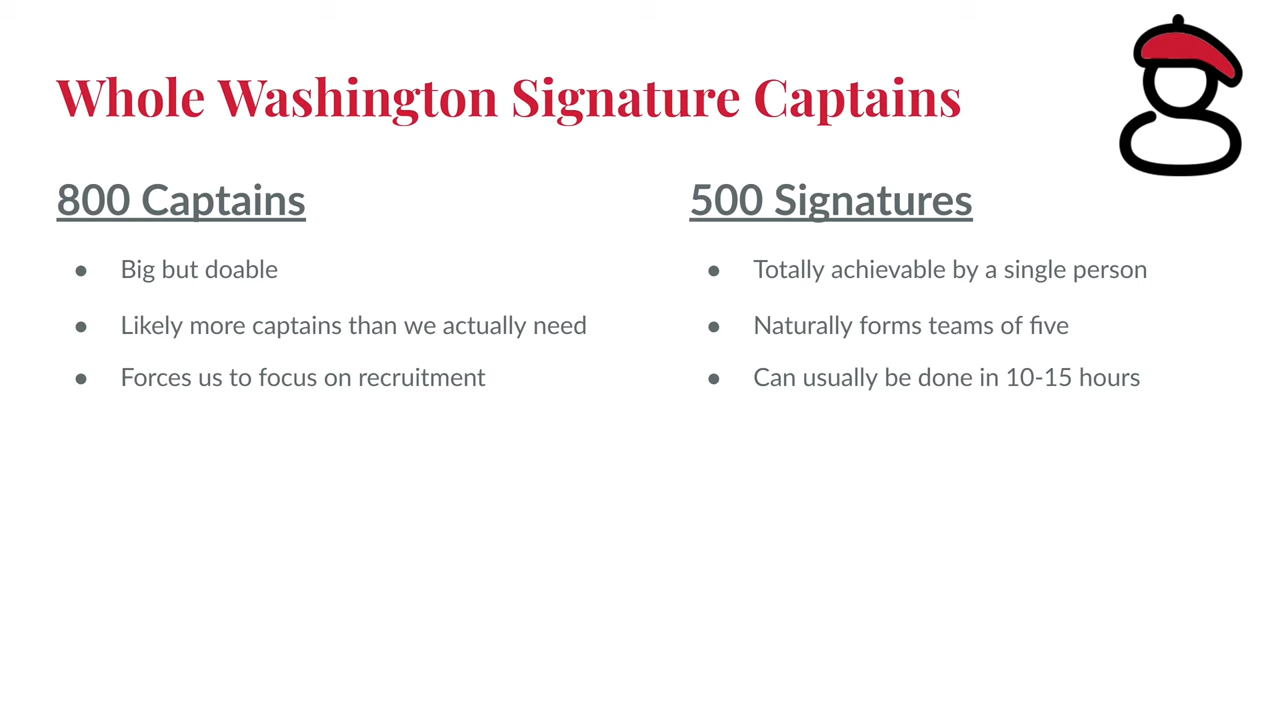 Whole Washington Signature Captains
800 Captains
● Big but doable
● Likely more captains than we actually need
● Forces us to focus on recruitment
500 Signatures
● Totally achievable by a single person
● Naturally forms teams of five
● Can usually be done in 10-15 hours